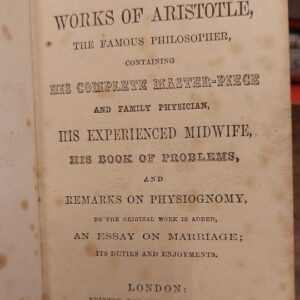 WORKS OF ARISTOTLE,
THE FAMOUS PHILOSOPHER,
CONTAINING
HIS COMPLETE MASTER-PIECE
AND FAMILY PHYSICIAN,
HIS EXPERIENCED MIDWIFE,
HIS BOOK OF PROBLEMS,
AND
REMARKS ON PHYSIOGNOMY,
TO THE ORIGINAL WORK IS ADDED,
AN ESSAY ON MARRIAGE;
ITS DUTIES AND ENJOYMENTS.
LONDON: